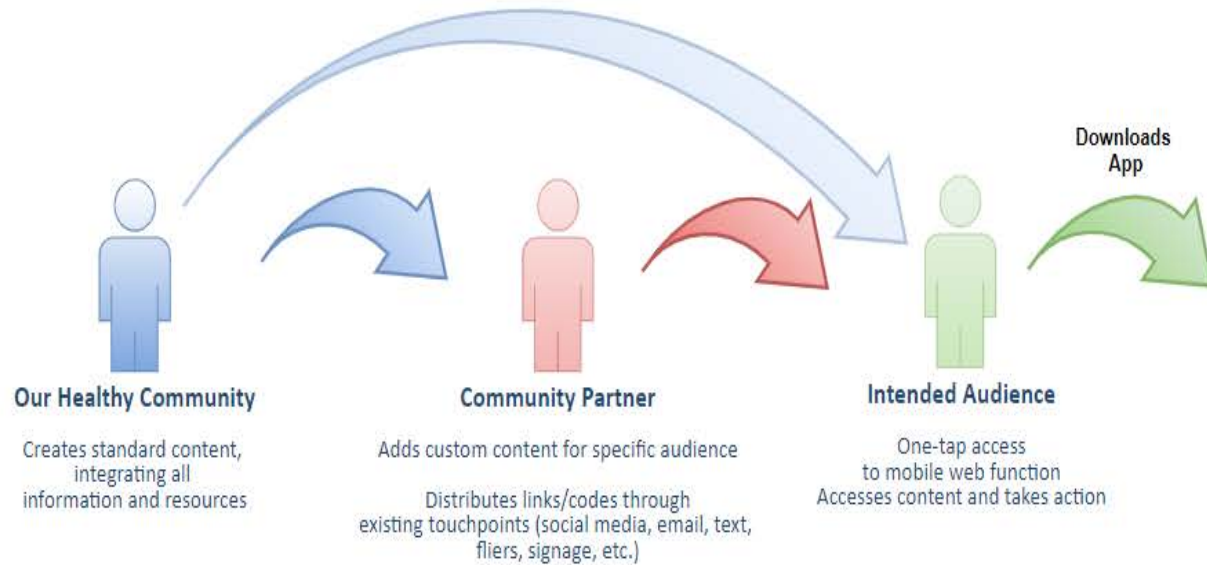 Downloads
App
Our Healthy Community
Creates standard content,
integrating all
information and resources
Community Partner
Adds custom content for specific audience
Distributes links/codes through
existing touchpoints (social media, email, text,
fliers, signage, etc.)
Intended Audience
One-tap access
to mobile web function
Accesses content and takes action